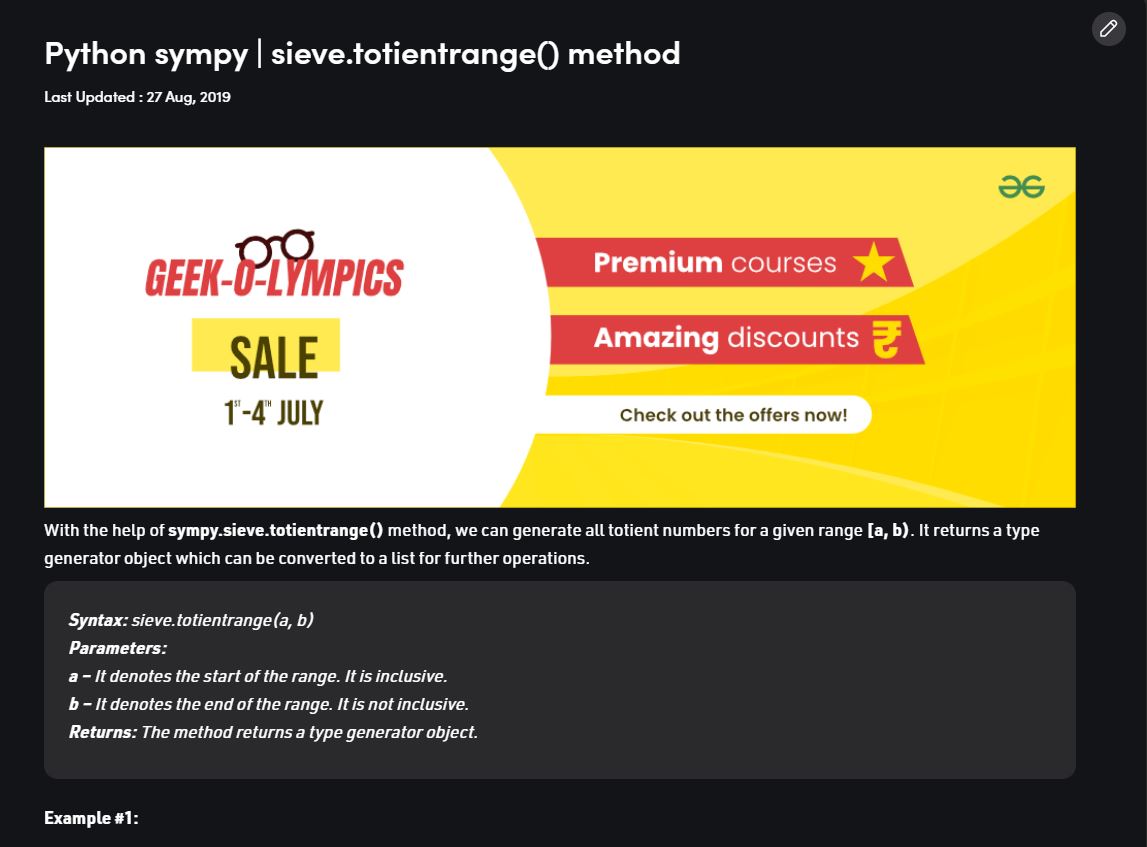 Python sympy | sieve.totientrange() method
Last Updated : 27 Aug, 2019
GEEK-O-LYMPICS
SALE
1ST-4TH JULY
Premium courses
Amazing discounts ₹
Check out the offers now!
With the help of sympy.sieve.totientrange() method, we can generate all totient numbers for a given range [a, b). It returns a type
generator object which can be converted to a list for further operations.
Syntax: sieve.totientrange(a, b)
Parameters:
a – It denotes the start of the range. It is inclusive.
b – It denotes the end of the range. It is not inclusive.
Returns: The method returns a type generator object.
Example #1: